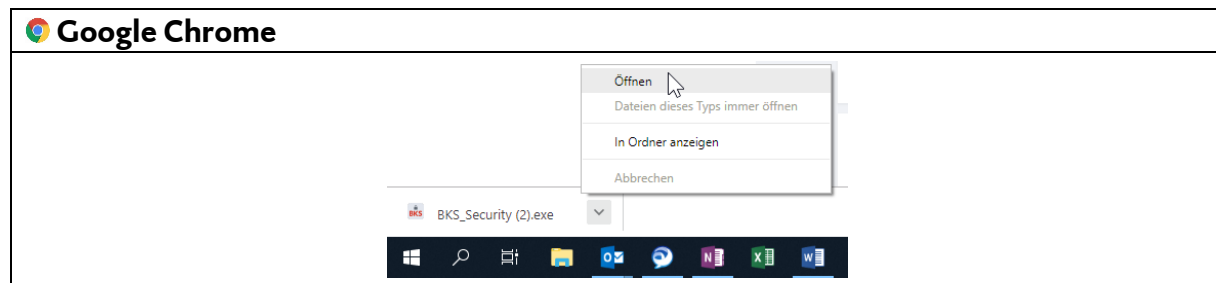 Google Chrome
Öffnen
Dateien dieses Typs immer öffnen
In Ordner anzeigen
Abbrechen
BKS BKS_Security (2).exe